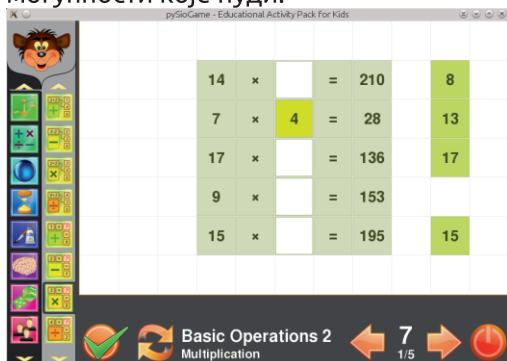 могућности које нуди.
pySioGame - Educational Activity Pack for Kids
14 × = 210 8
7 × 4 = 28 13
17 × = 136 17
9 × = 153
15 × = 195 15
Basic Operations 2
Multiplication
7
1/5